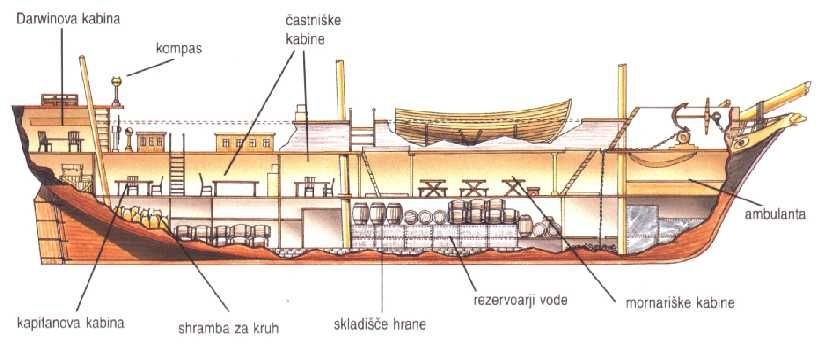 Darwinova kabina
kompas
častniške
kabine
ambulanta
mornariške kabine
rezervoarji vode
skladišče hrane
shramba za kruh
kapitanova kabina